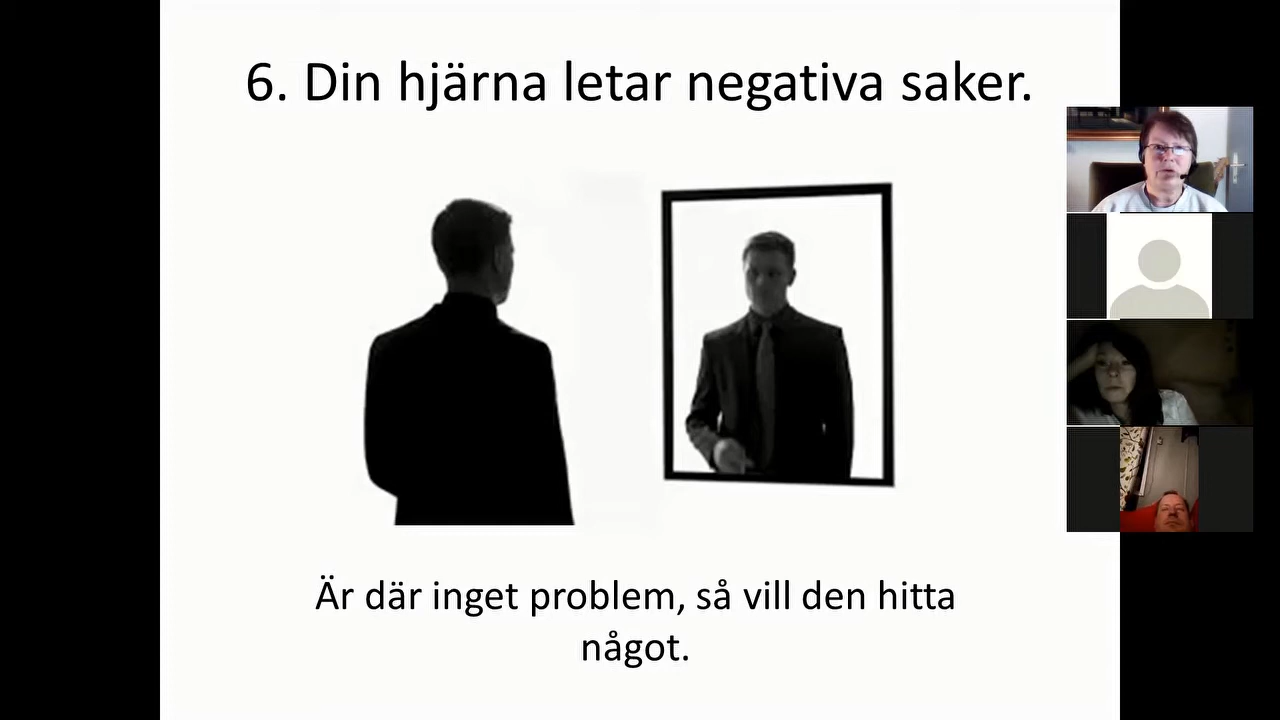 6. Din hjärna letar negativa saker.
Är där inget problem, så vill den hitta
något.